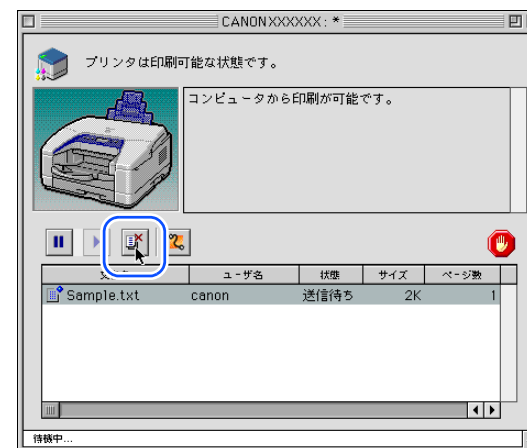 CANONXXXXXX : *
プリンタは印刷可能な状態です。
コンピュータから印刷が可能です。
ユーザ名 状態 サイズ ページ数
Sample.txt canon 送信待ち 2K 1
待機中...